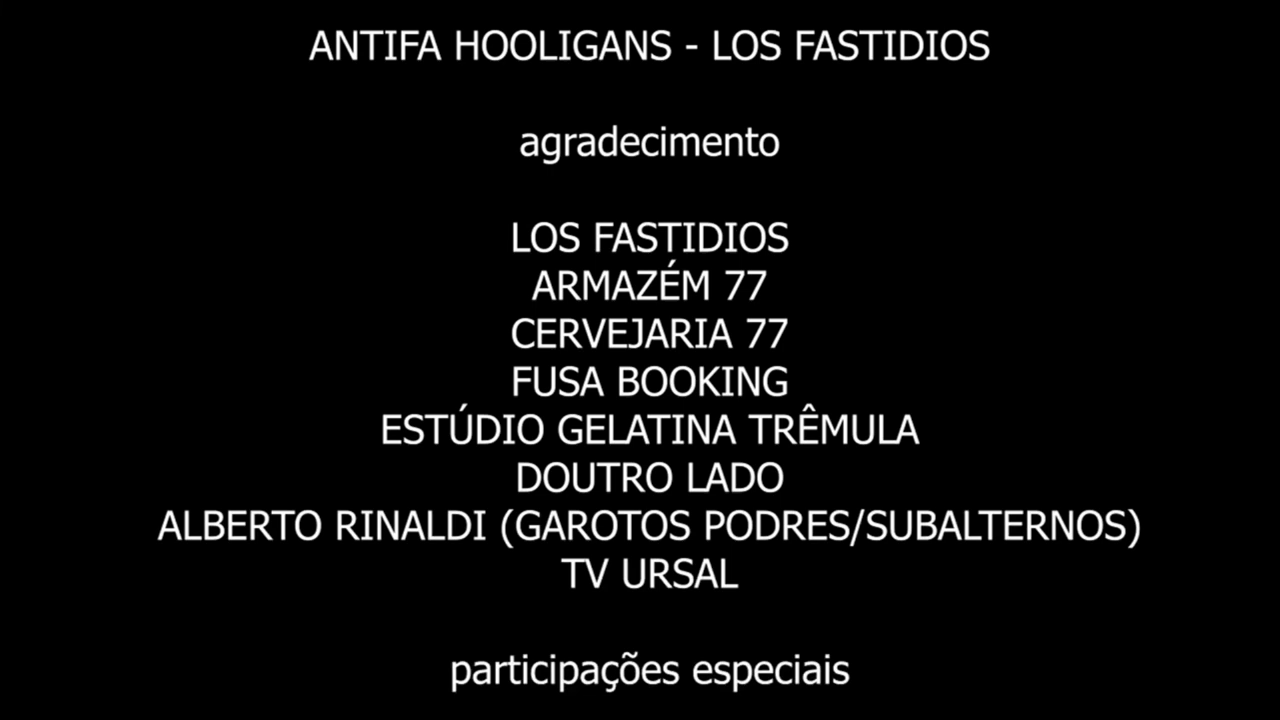 ANTIFA HOOLIGANS - LOS FASTIDIOS
agradecimento
LOS FASTIDIOS
ARMAZÉM 77
CERVEJARIA 77
FUSA BOOKING
ESTÚDIO GELATINA TRÊMULA
DOUTRO LADO
ALBERTO RINALDI (GAROTOS PODRES/SUBALTERNOS)
TV URSAL
participações especiais